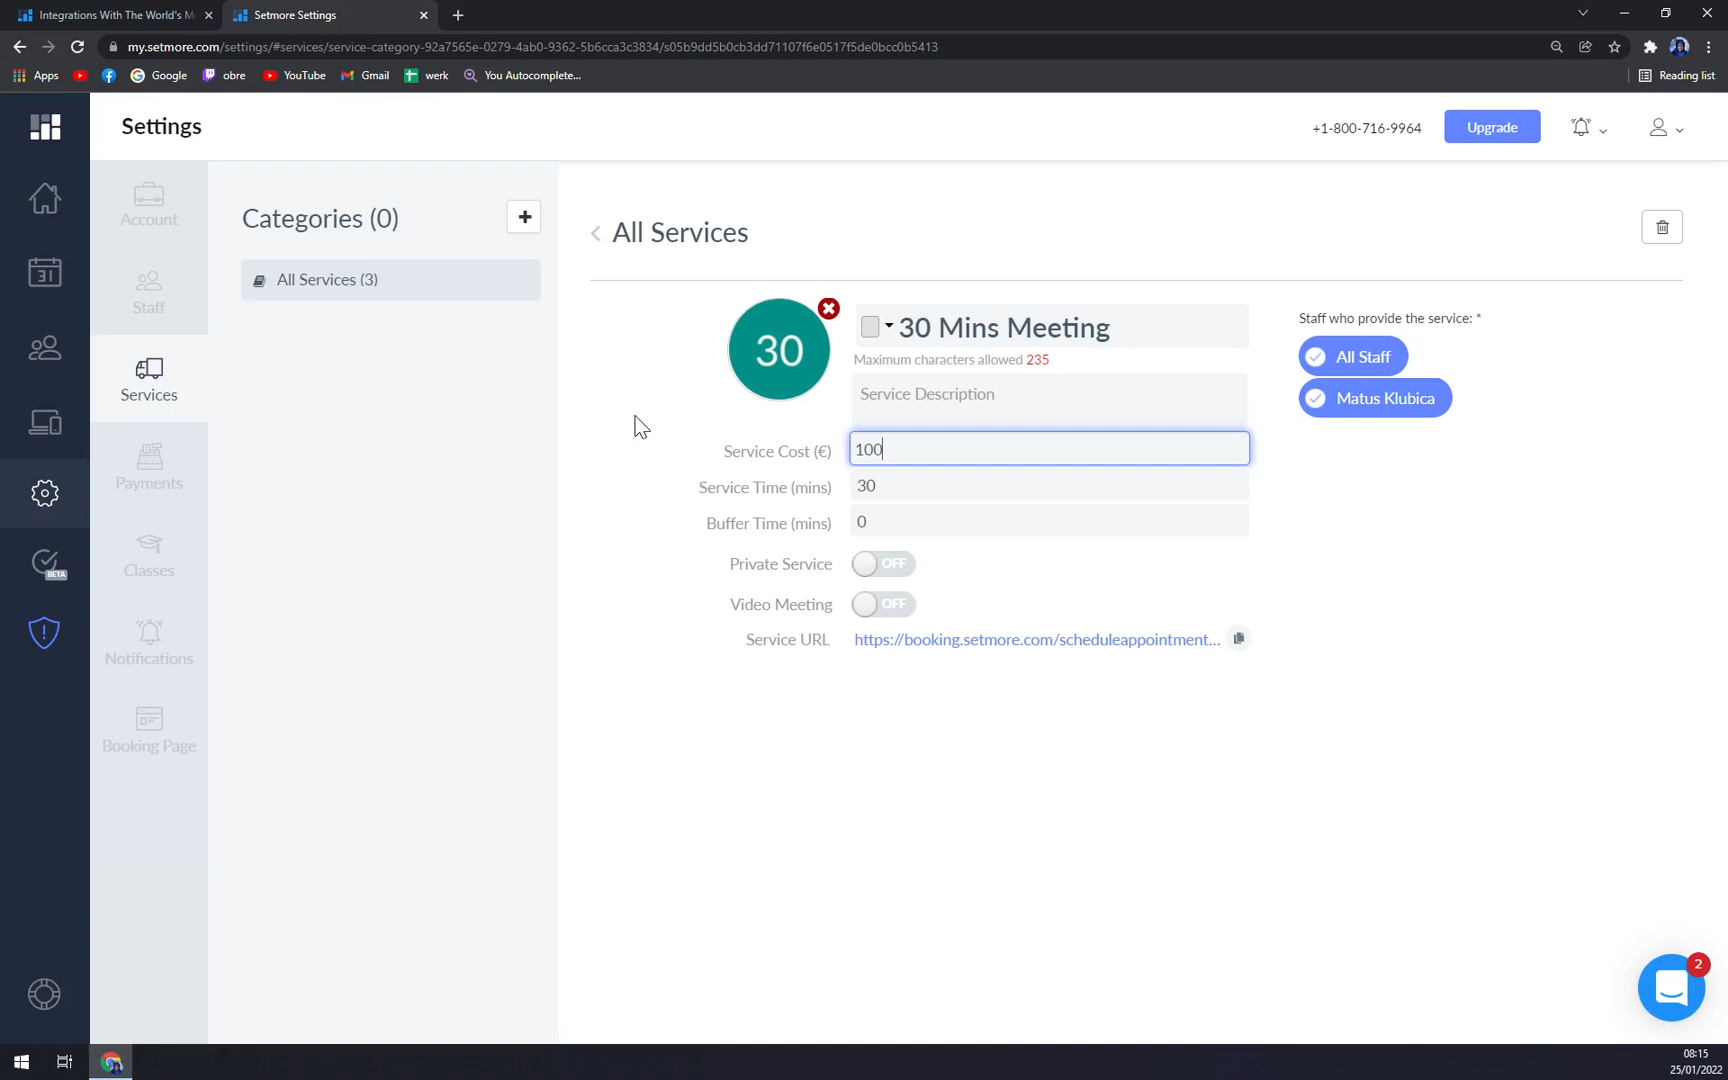 Integrations With The World's M
Setmore Settings
my.setmore.com/settings/#services/service-category-92a7565e-0279-4ab0-9362-5b6cca3c3834/s05b9dd5b0cb3dd71107f6e0517f5de0bcc0b5413
Apps
Google
obre
YouTube
Gmail
werk
You Autocomplete...
Reading list
Settings
+1-800-716-9964
Upgrade
Account
Staff
Services
Payments
Classes
Notifications
Booking Page
31
BETA
Categories (0)
+
All Services (3)
All Services
30
30 Mins Meeting
Maximum characters allowed 235
Service Description
Service Cost (€)
100
Service Time (mins)
30
Buffer Time (mins)
0
Private Service
OFF
Video Meeting
OFF
Service URL
https://booking.setmore.com/scheduleappointment...
Staff who provide the service: *
All Staff
Matus Klubica
2
08:15
25/01/2022